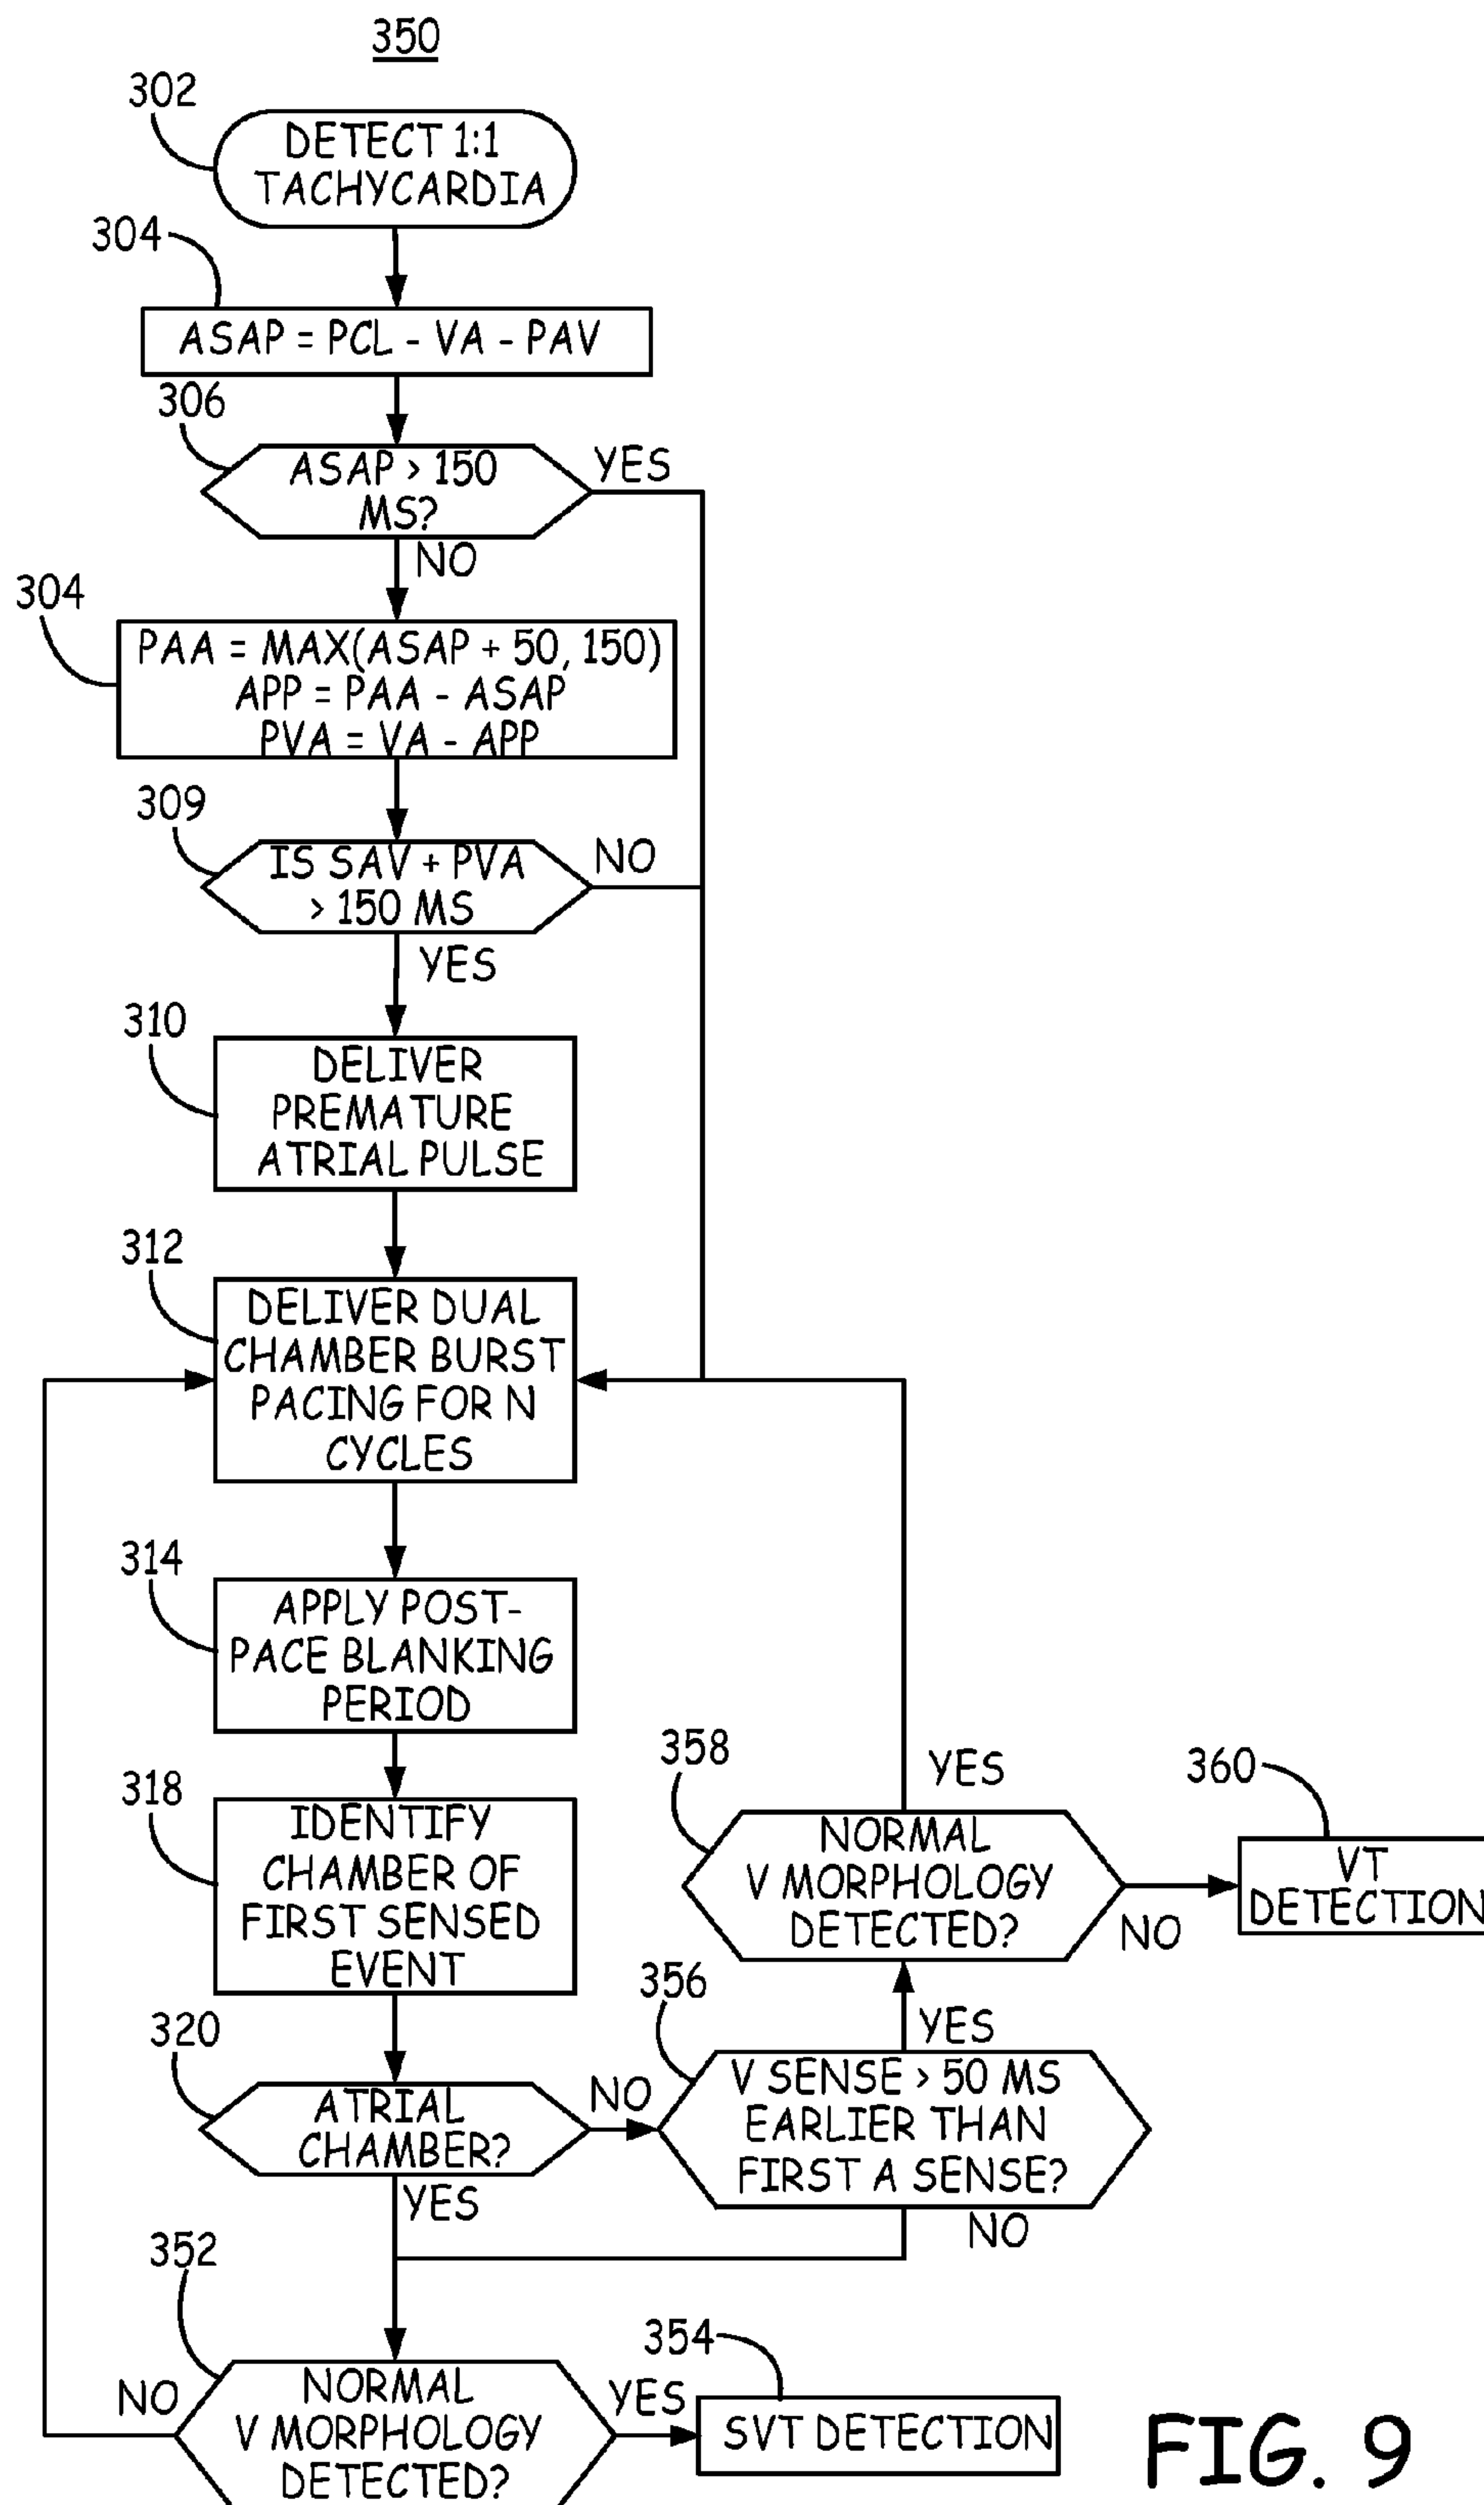 350
302
DETECT 1:1
TACHYCARDIA
304
ASAP = PCL - VA - PAV
306
ASAP > 150
MS?
YES
NO
304
PAA = MAX(ASAP + 50, 150)
APP = PAA - ASAP
PVA = VA - APP
309
IS SAV + PVA
> 150 MS
NO
YES
310
DELIVER
PREMATURE
ATRIAL PULSE
312
DELIVER DUAL
CHAMBER BURST
PACING FOR N
CYCLES
314
APPLY POST-
PACE BLANKING
PERIOD
318
IDENTIFY
CHAMBER OF
FIRST SENSED
EVENT
320
ATRIAL
CHAMBER?
NO
YES
356
V SENSE > 50 MS
EARLIER THAN
FIRST A SENSE?
YES
NO
358
NORMAL
V MORPHOLOGY
DETECTED?
YES
NO
360
VT
DETECTION
352
NORMAL
V MORPHOLOGY
DETECTED?
NO
YES
354
SVT DETECTION
FIG. 9